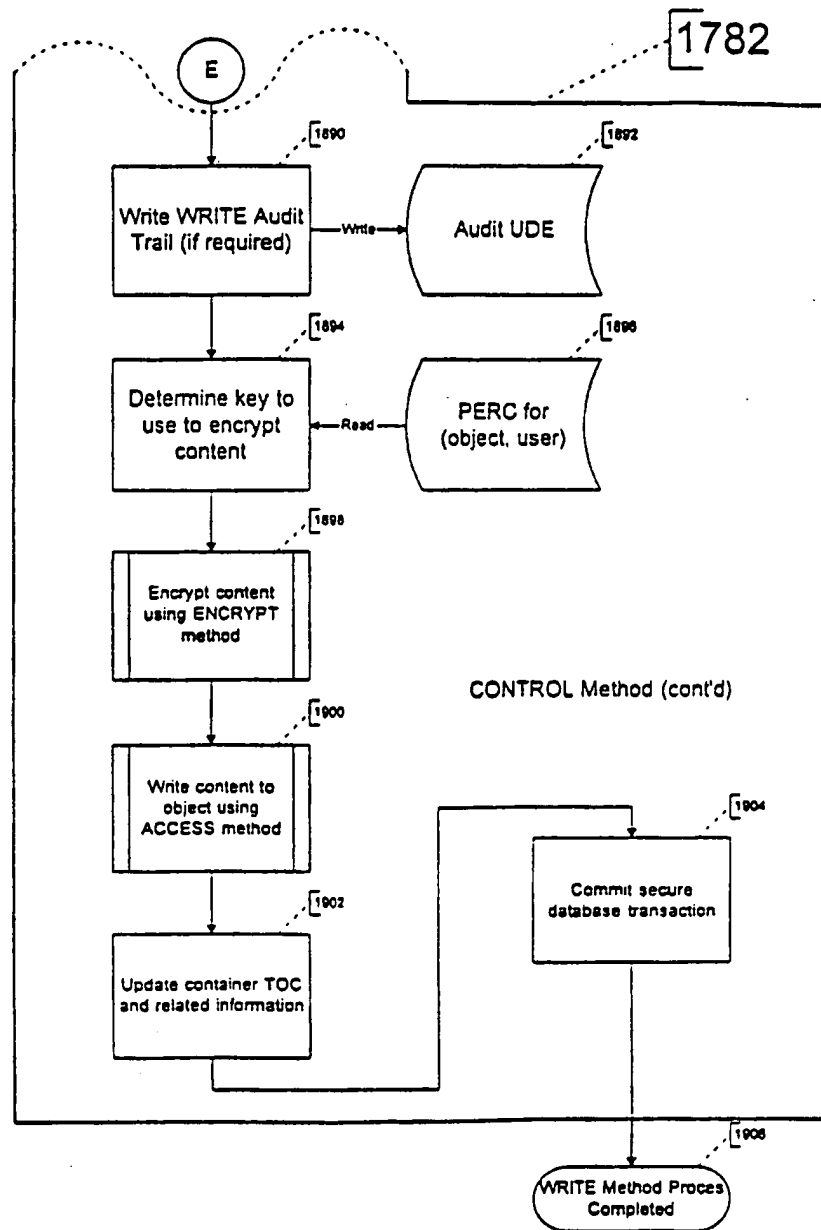 1782
E
1890
Write WRITE Audit
Trail (if required)
Write
1892
Audit UDE
1894
Determine key to
use to encrypt
content
Read
1896
PERC for
(object, user)
1898
Encrypt content
using ENCRYPT
method
CONTROL Method (cont'd)
1900
Write content to
object using
ACCESS method
1904
Commit secure
database transaction
1902
Update container TOC
and related information
1906
WRITE Method Proces
Completed